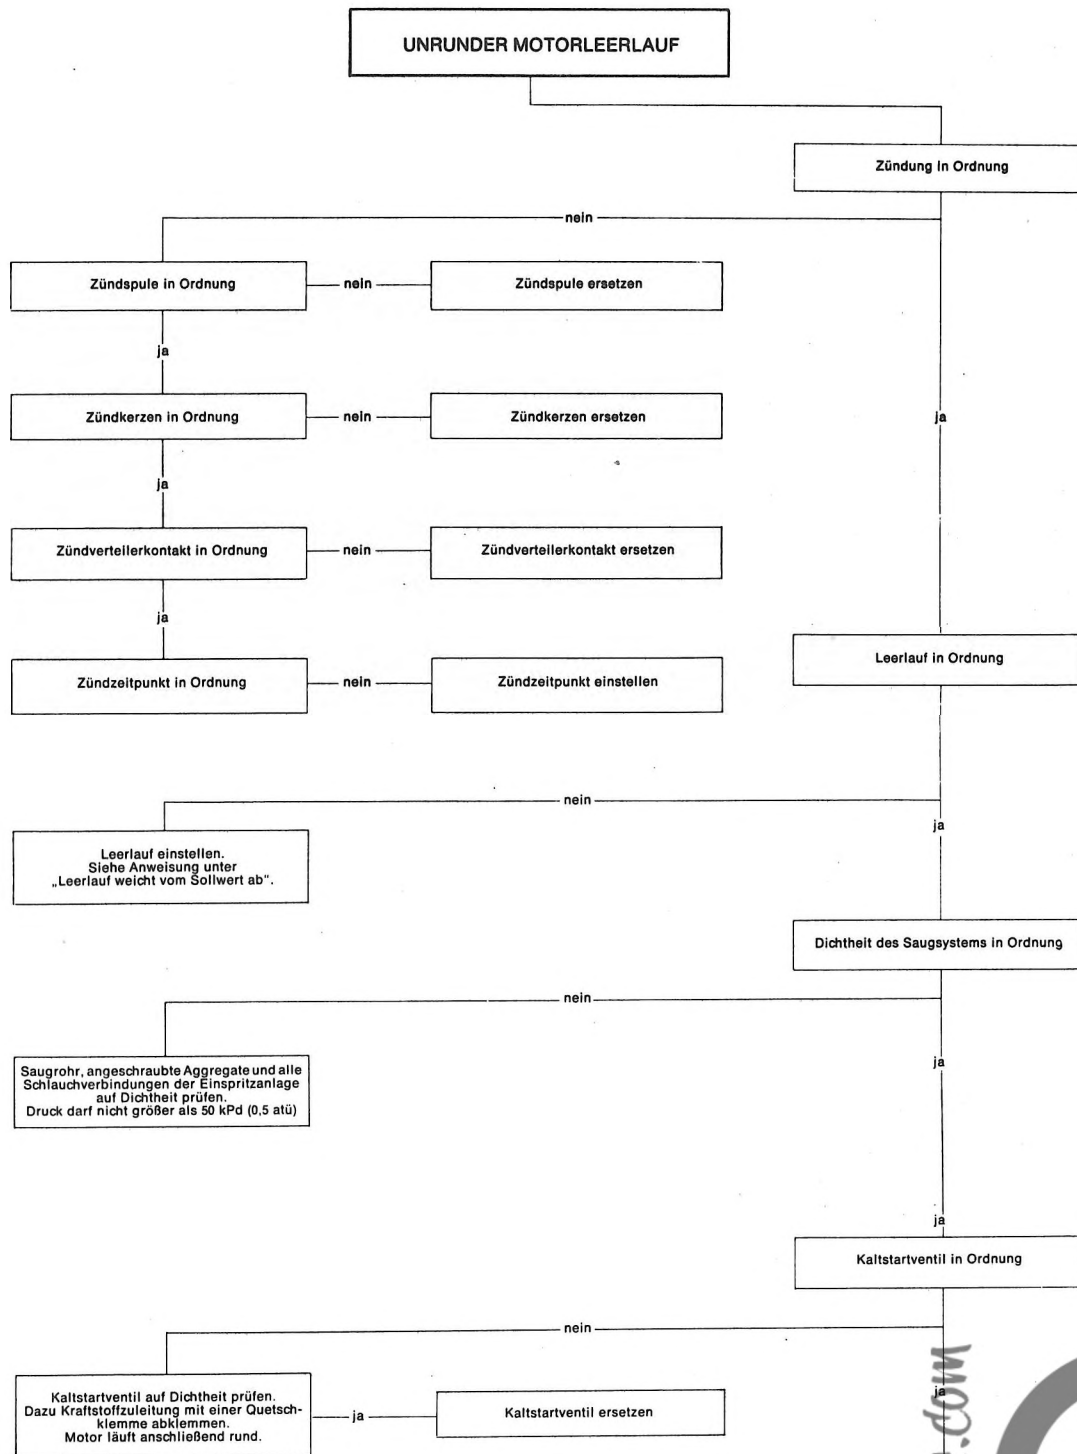 UNRUNDER MOTORLEERLAUF
Zündung in Ordnung
nein
Zündspule in Ordnung
nein
Zündspule ersetzen
ja
Zündkerzen in Ordnung
nein
Zündkerzen ersetzen
ja
ja
Zündverteilerkontakt in Ordnung
nein
Zündverteilerkontakt ersetzen
ja
Zündzeitpunkt in Ordnung
nein
Zündzeitpunkt einstellen
Leerlauf in Ordnung
nein
ja
Leerlauf einstellen.
Siehe Anweisung unter
„Leerlauf weicht vom Sollwert ab".
Dichtheit des Saugsystems in Ordnung
nein
ja
Saugrohr, angeschraubte Aggregate und alle
Schlauchverbindungen der Einspritzanlage
auf Dichtheit prüfen.
Druck darf nicht größer als 50 kPd (0,5 atü)
ja
Kaltstartventil in Ordnung
nein
ja
Kaltstartventil auf Dichtheit prüfen.
Dazu Kraftstoffzuleitung mit einer Quetsch-
klemme abklemmen.
Motor läuft anschließend rund.
ja
Kaltstartventil ersetzen
.com